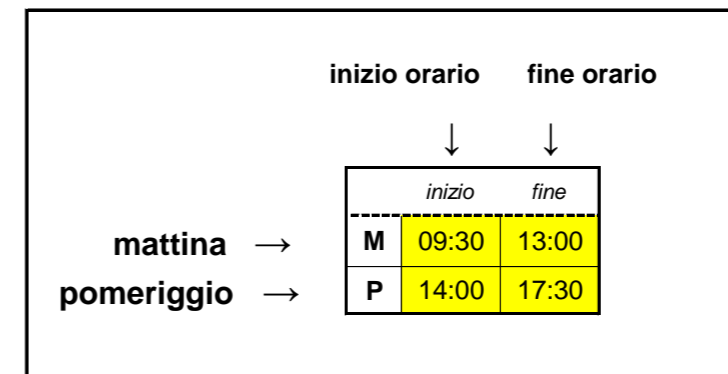 inizio orario fine orario
↓ ↓
inizio fine
mattina → M 09:30 13:00
pomeriggio → P 14:00 17:30